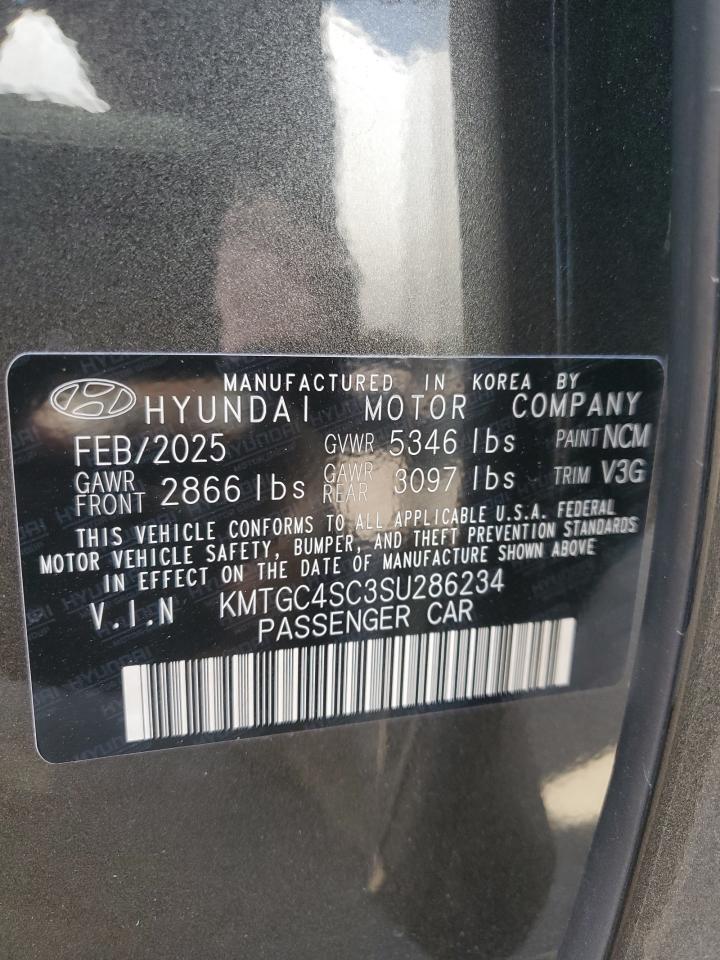 MANUFACTURED IN KOREA BY
HYUNDAI MOTOR COMPANY
FEB/2025 GVWR 5346 lbs PAINT NCM
GAWR FRONT 2866 lbs GAWR REAR 3097 lbs TRIM V3G
THIS VEHICLE CONFORMS TO ALL APPLICABLE U.S.A. FEDERAL
MOTOR VEHICLE SAFETY, BUMPER, AND THEFT PREVENTION STANDARDS
IN EFFECT ON THE DATE OF MANUFACTURE SHOWN ABOVE
V.I.N KMTGC4SC3SU286234
PASSENGER CAR